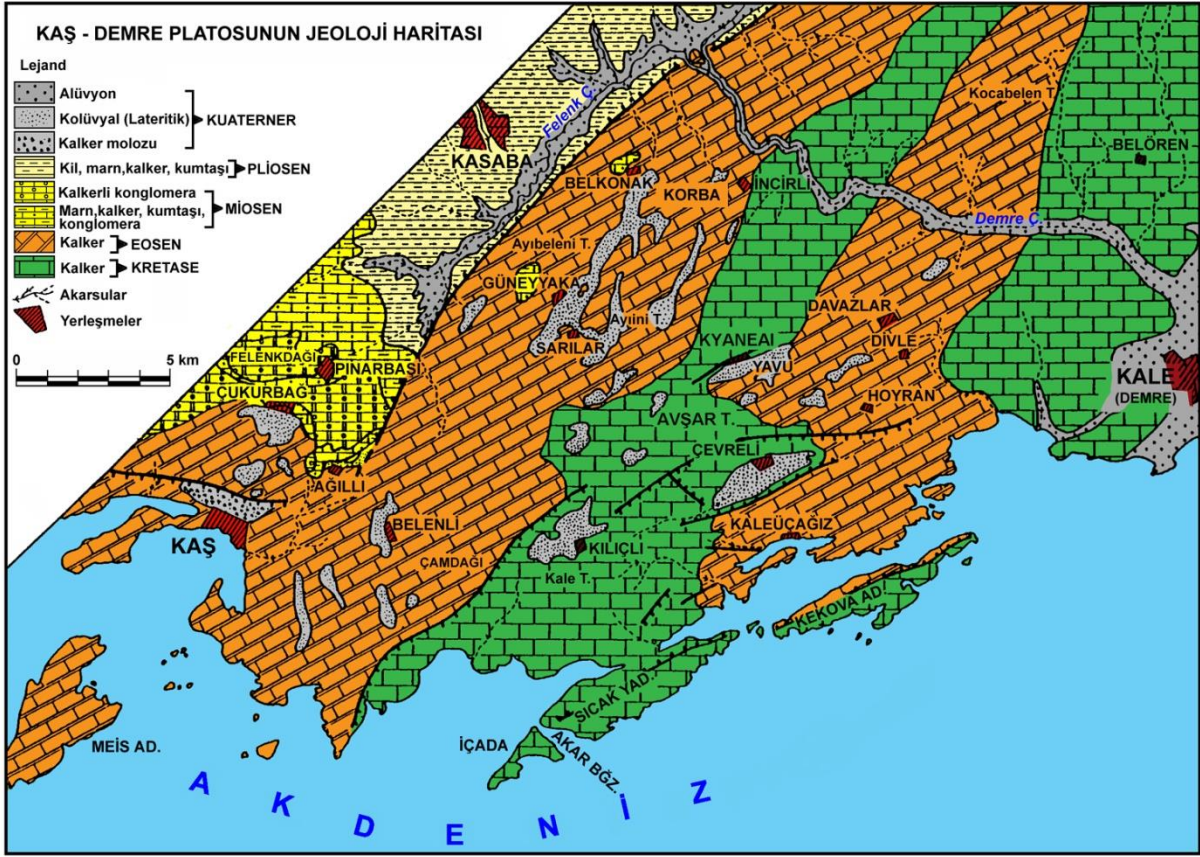 KAŞ - DEMRE PLATOSUNUN JEOLOJİ HARİTASI
Lejand
Alüvyon
Kolüvyal (Lateritik)
KUATERNER
Kalker molozu
Kil, marn,kalker, kumtaşı
PLİOSEN
Kalkerli konglomera
Marn,kalker, kumtaşı,
konglomera
MİOSEN
Kalker
EOSEN
Kalker
KRETASE
Akarsular
Yerleşmeler
0
5 km
Felenk Ç.
KASABA
Kocabelen T.
BELÖREN
BELKONAK
KORBA
İNCİRLİ
Demre Ç.
Ayıbeleni T.
GÜNEYYAKA
Ayıini T.
SARILAR
DAVAZLAR
DİVLE
KYANEAI
YAVU
FELENKDAĞI
PINARBAŞI
ÇUKURBAĞ
KALE
(DEMRE)
HOYRAN
AVŞAR T.
ÇEVRELİ
AĞILLI
BELENLİ
KALEÜÇAĞIZ
KAŞ
KILIÇLI
ÇAMDAĞI
Kale T.
KEKOVA AD.
SICAK YAD.
MEİS AD.
İÇADA
AKAR BĞZ.
AKDENİZ